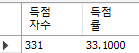 득점 득점
자수 률
331 33.1000